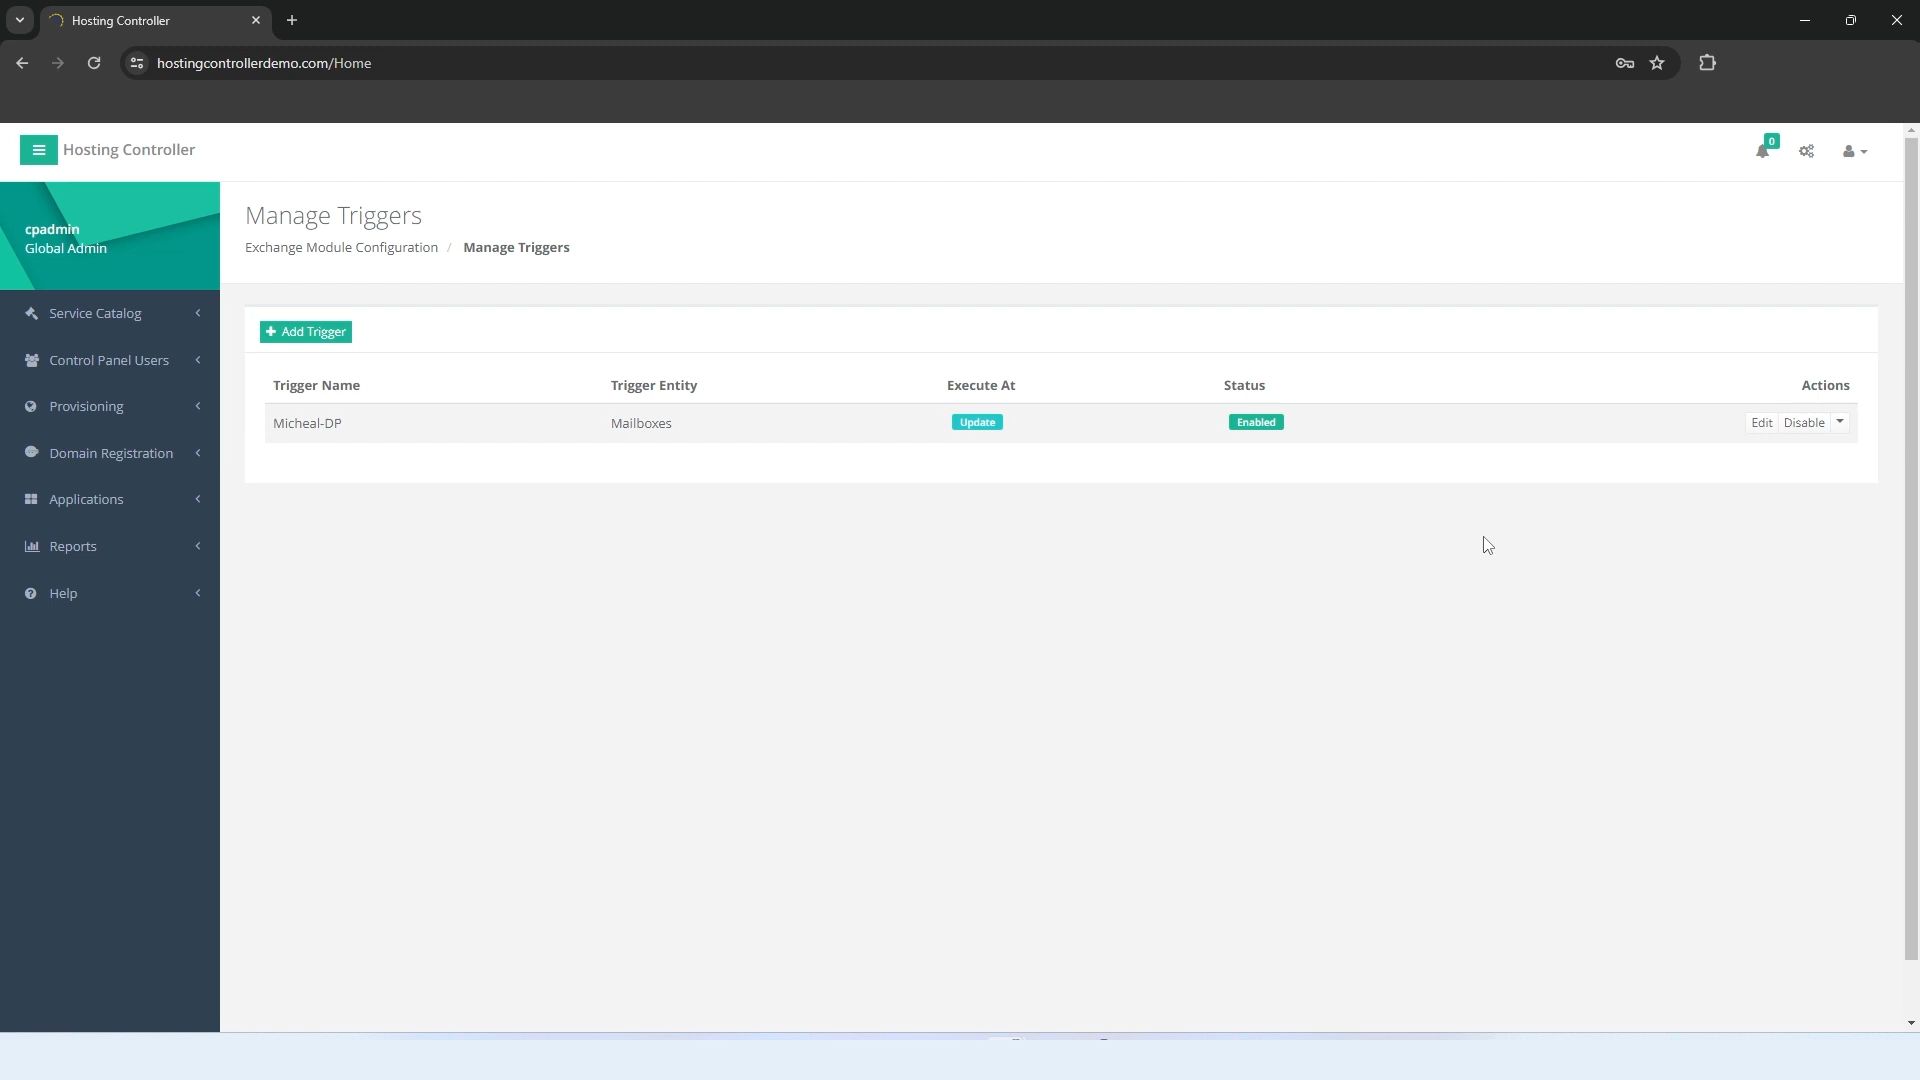 Hosting Controller
hostingcontrollerdemo.com/Home
Hosting Controller
0
cpadmin
Global Admin
Manage Triggers
Exchange Module Configuration / Manage Triggers
Service Catalog
Control Panel Users
Provisioning
Domain Registration
Applications
Reports
Help
+ Add Trigger
Trigger Name Trigger Entity Execute At Status Actions
Micheal-DP Mailboxes Update Enabled Edit Disable